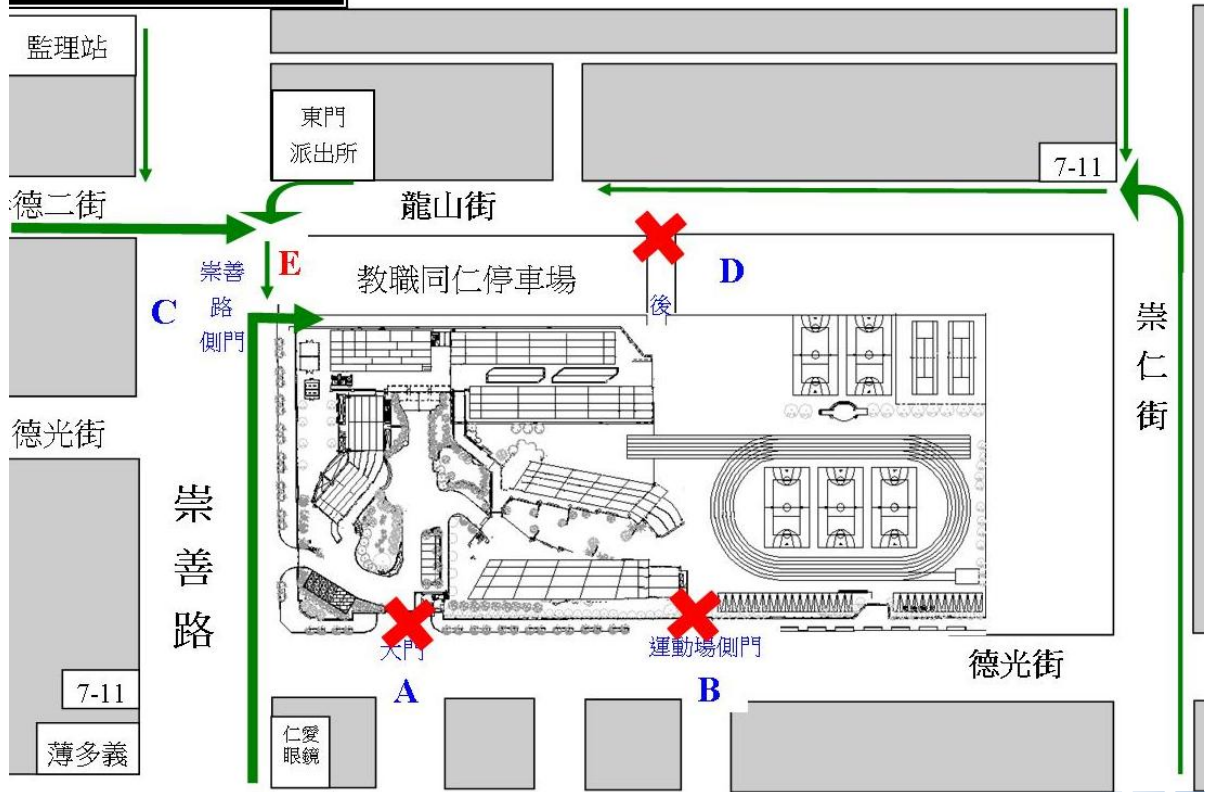 監理站
東門
派出所
7-11
德二街
龍山街
崇善
路
側門
E
C
教職同仁停車場
後
D
崇
仁
街
德光街
崇
善
路
大門
A
運動場側門
B
德光街
7-11
薄多義
仁愛
眼鏡